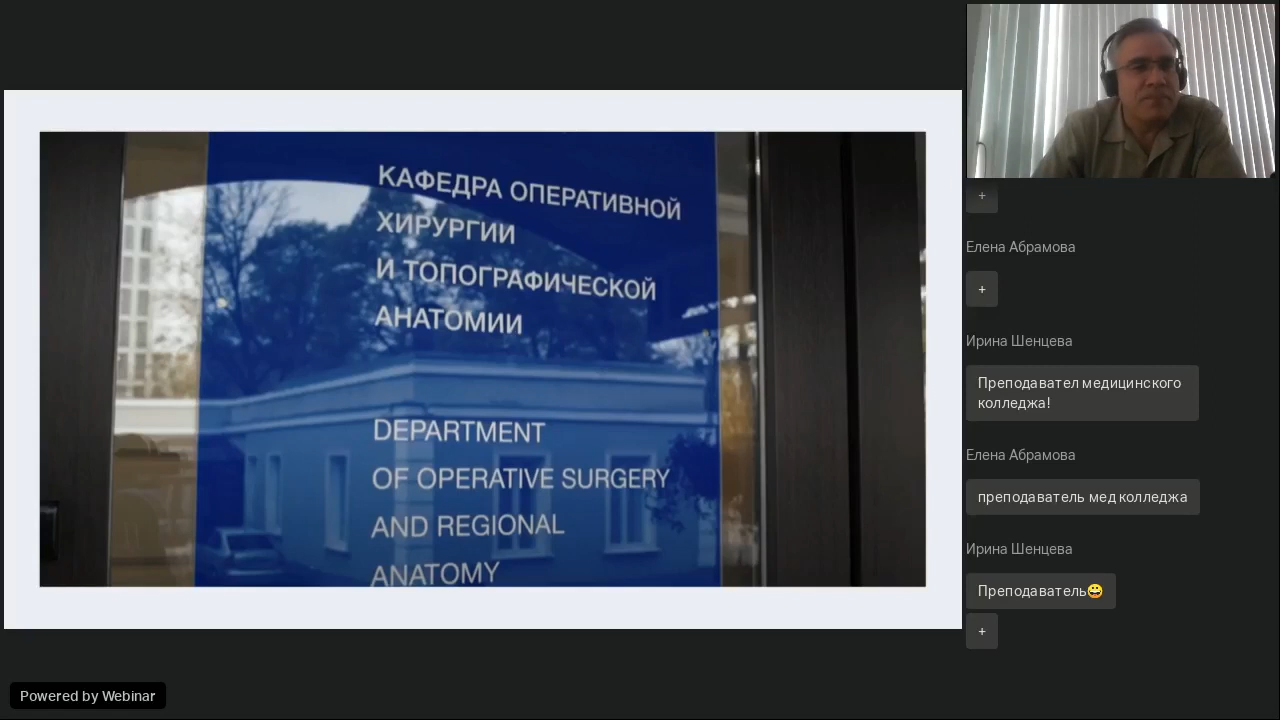 КАФЕДРА ОПЕРАТИВНОЙ
ХИРУРГИИ
И ТОПОГРАФИЧЕСКОЙ
АНАТОМИИ
DEPARTMENT
OF OPERATIVE SURGERY
AND REGIONAL
ANATOMY
+
Елена Абрамова
+
Ирина Шенцева
Преподавател медицинского
колледжа!
Елена Абрамова
преподаватель мед колледжа
Ирина Шенцева
Преподаватель😀
+
Powered by Webinar